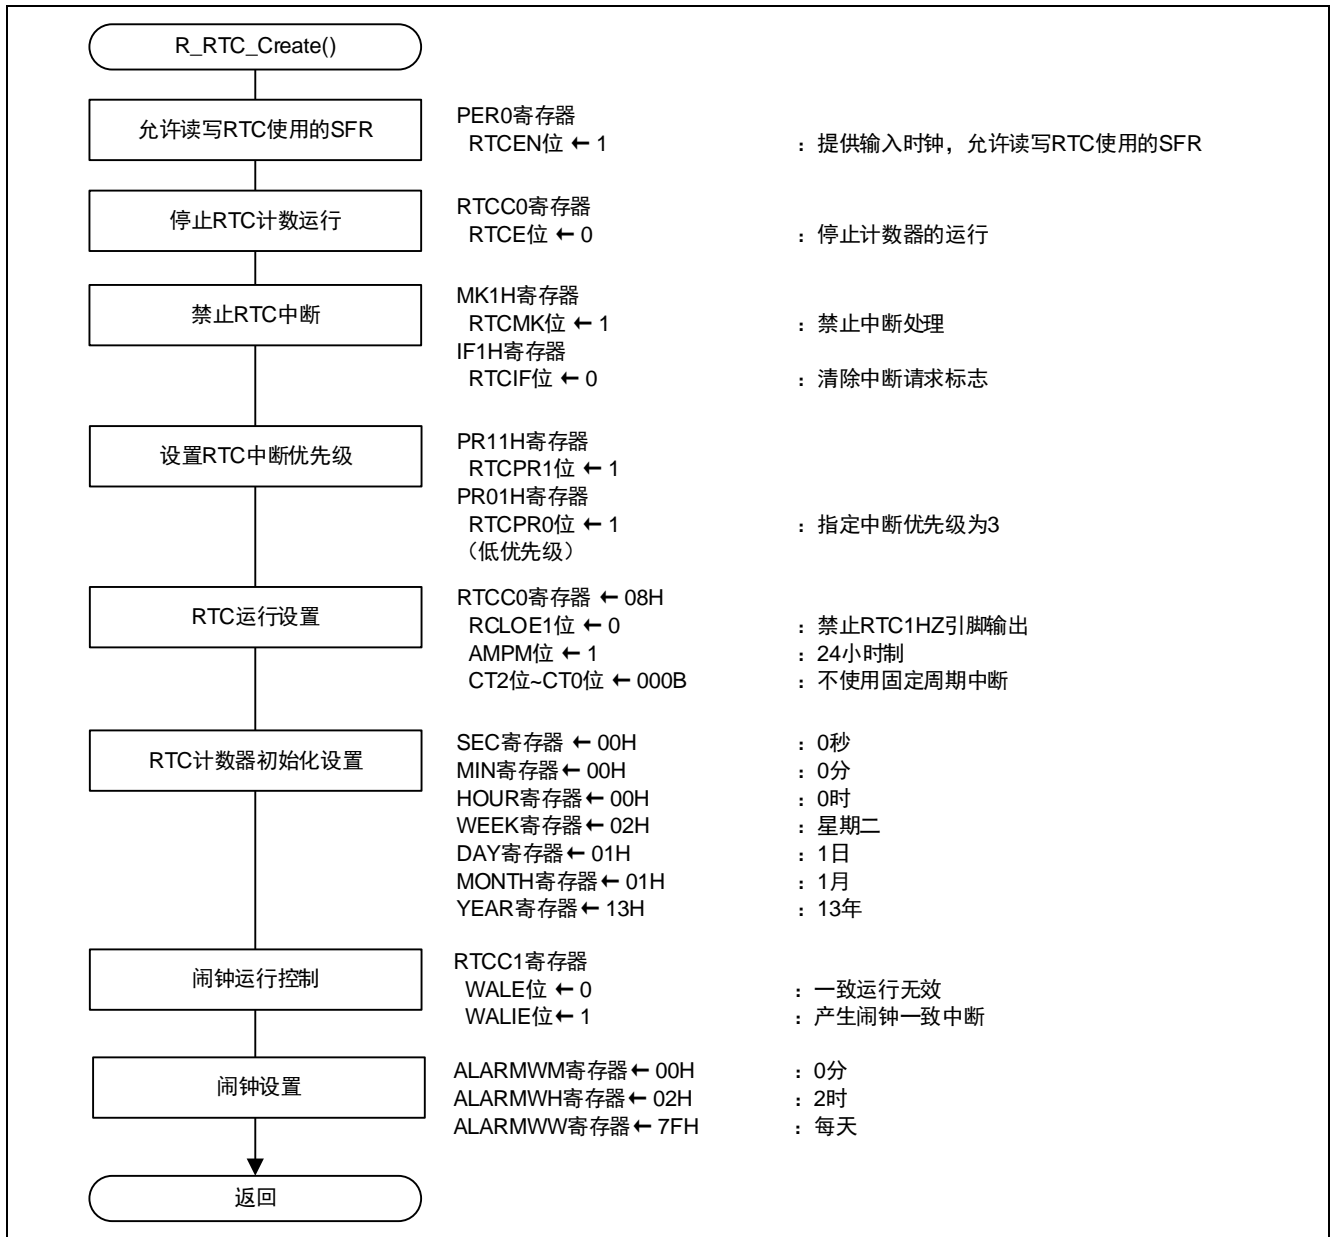 R_RTC_Create()
允许读写RTC使用的SFR
PER0寄存器
RTCEN位 ← 1 ：提供输入时钟，允许读写RTC使用的SFR
停止RTC计数运行
RTCC0寄存器
RTCE位 ← 0 ：停止计数器的运行
禁止RTC中断
MK1H寄存器
RTCMK位 ← 1 ：禁止中断处理
IF1H寄存器
RTCIF位 ← 0 ：清除中断请求标志
设置RTC中断优先级
PR11H寄存器
RTCPR1位 ← 1
PR01H寄存器
RTCPR0位 ← 1 ：指定中断优先级为3
（低优先级）
RTC运行设置
RTCC0寄存器 ← 08H
RCLOE1位 ← 0 ：禁止RTC1HZ引脚输出
AMPM位 ← 1 ：24小时制
CT2位~CT0位 ← 000B ：不使用固定周期中断
RTC计数器初始化设置
SEC寄存器 ← 00H ：0秒
MIN寄存器 ← 00H ：0分
HOUR寄存器 ← 00H ：0时
WEEK寄存器 ← 02H ：星期二
DAY寄存器 ← 01H ：1日
MONTH寄存器 ← 01H ：1月
YEAR寄存器 ← 13H ：13年
闹钟运行控制
RTCC1寄存器
WALE位 ← 0 ：一致运行无效
WALIE位 ← 1 ：产生闹钟一致中断
闹钟设置
ALARMWM寄存器 ← 00H ：0分
ALARMWH寄存器 ← 02H ：2时
ALARMWW寄存器 ← 7FH ：每天
返回